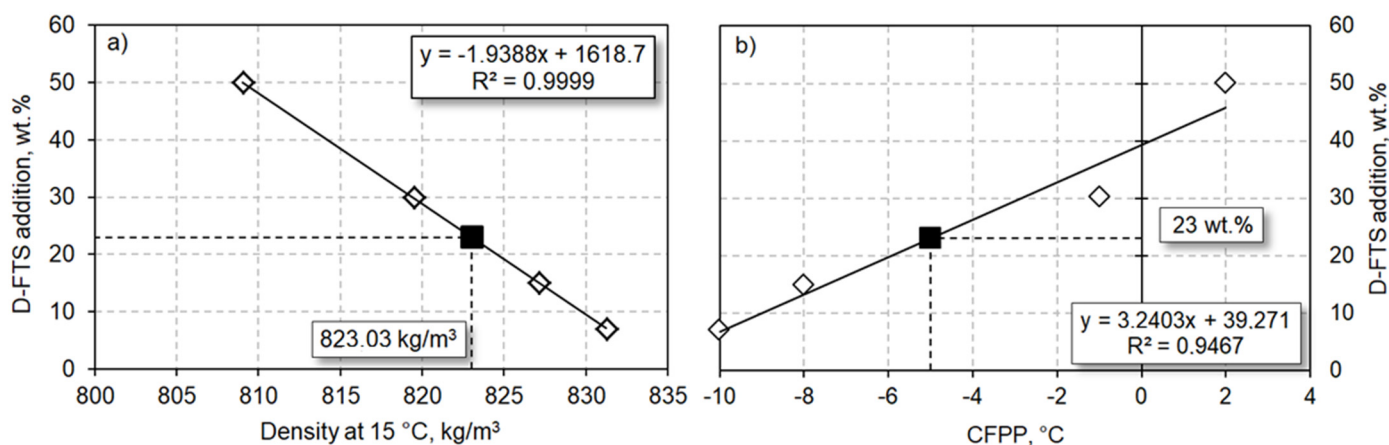 a)
y = -1.9388x + 1618.7
R² = 0.9999
D-FTS addition, wt.%
60
50
40
30
20
10
0
823.03 kg/m³
800 805 810 815 820 825 830 835
Density at 15 °C, kg/m³
b)
23 wt.%
y = 3.2403x + 39.271
R² = 0.9467
60
50
40
30
20
10
0
D-FTS addition, wt.%
-10 -8 -6 -4 -2 0 2 4
CFPP, °C